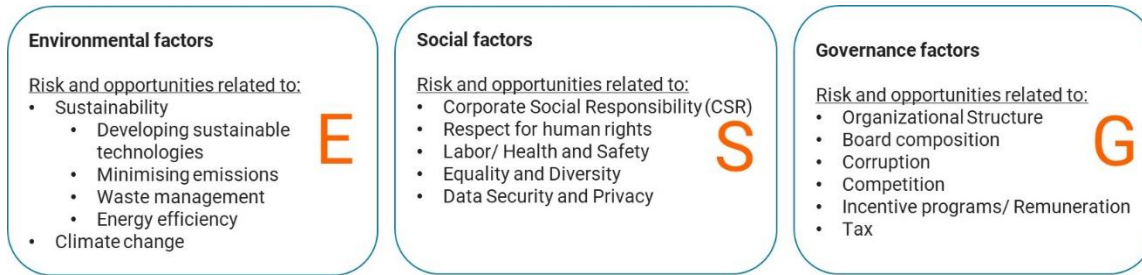 Environmental factors
Risk and opportunities related to:
• Sustainability
• Developing sustainable
technologies
• Minimising emissions
• Waste management
• Energy efficiency
• Climate change
E
Social factors
Risk and opportunities related to:
• Corporate Social Responsibility (CSR)
• Respect for human rights
• Labor/ Health and Safety
• Equality and Diversity
• Data Security and Privacy
S
Governance factors
Risk and opportunities related to:
• Organizational Structure
• Board composition
• Corruption
• Competition
• Incentive programs/ Remuneration
• Tax
G